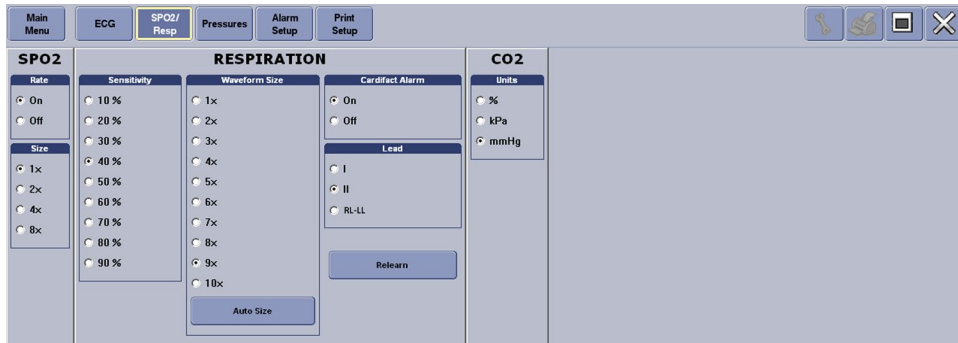 Main
Menu
ECG
SPO2/
Resp
Pressures
Alarm
Setup
Print
Setup
SPO2
Rate
On
Off
Size
1x
2x
4x
8x
RESPIRATION
Sensitivity
10 %
20 %
30 %
40 %
50 %
60 %
70 %
80 %
90 %
Waveform Size
1x
2x
3x
4x
5x
6x
7x
8x
9x
10x
Auto Size
Cardifact Alarm
On
Off
Lead
I
II
RL-LL
Relearn
CO2
Units
%
kPa
mmHg